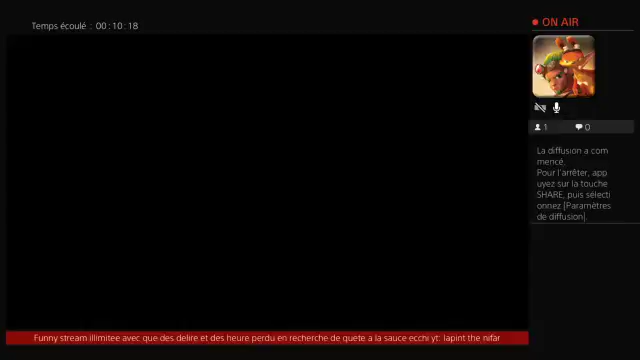 Temps écoulé : 00:10:18
ON AIR
1
0
La diffusion a com
mencé.
Pour l'arrêter, app
uyez sur la touche
SHARE, puis sélecti
onnez [Paramètres
de diffusion].
Funny stream illimitee avec que des delire et des heure perdu en recherche de quete a la sauce ecchi yt: lapint the nifar